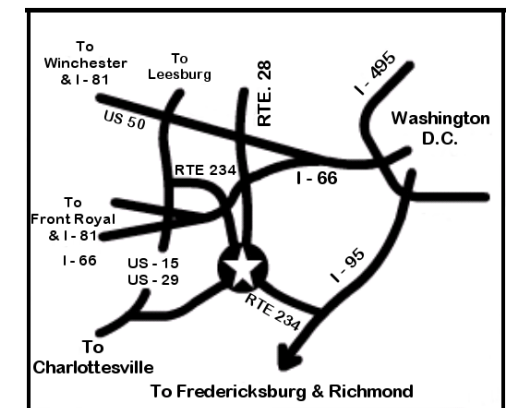 To
Winchester
& I - 81
To
Leesburg
RTE. 28
I - 495
US 50
Washington
D.C.
RTE 234
I - 66
To
Front Royal
& I - 81
I - 66
US - 15
US - 29
I - 95
RTE 234
To
Charlottesville
To Fredericksburg & Richmond